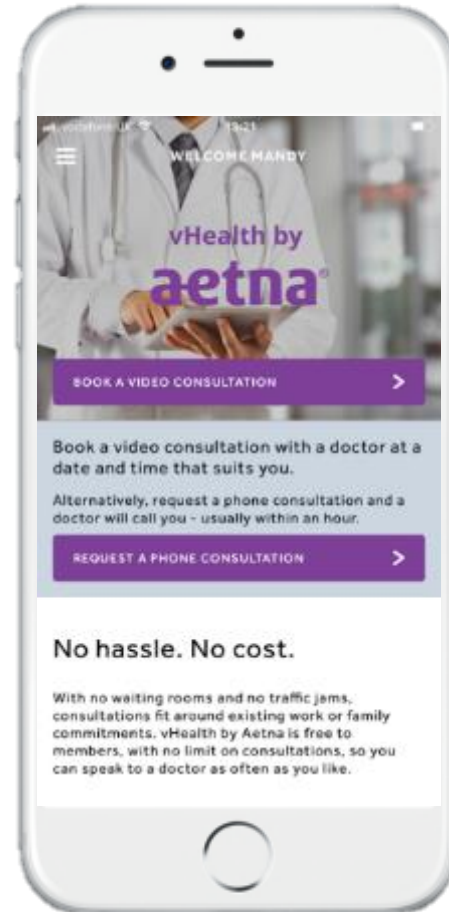 vodafone UK
13:21
WELCOME MANDY
vHealth by
aetna®
BOOK A VIDEO CONSULTATION
Book a video consultation with a doctor at a
date and time that suits you.
Alternatively, request a phone consultation and a
doctor will call you - usually within an hour.
REQUEST A PHONE CONSULTATION
No hassle. No cost.
With no waiting rooms and no traffic jams,
consultations fit around existing work or family
commitments. vHealth by Aetna is free to
members, with no limit on consultations, so you
can speak to a doctor as often as you like.